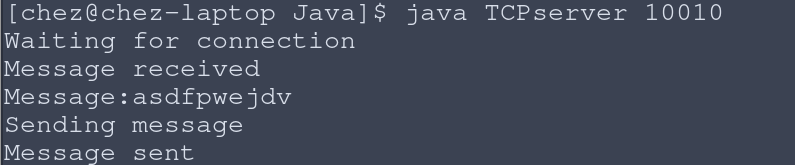 [chez@chez-laptop Java]$ java TCPserver 10010
Waiting for connection
Message received
Message:asdfpwejdv
Sending message
Message sent